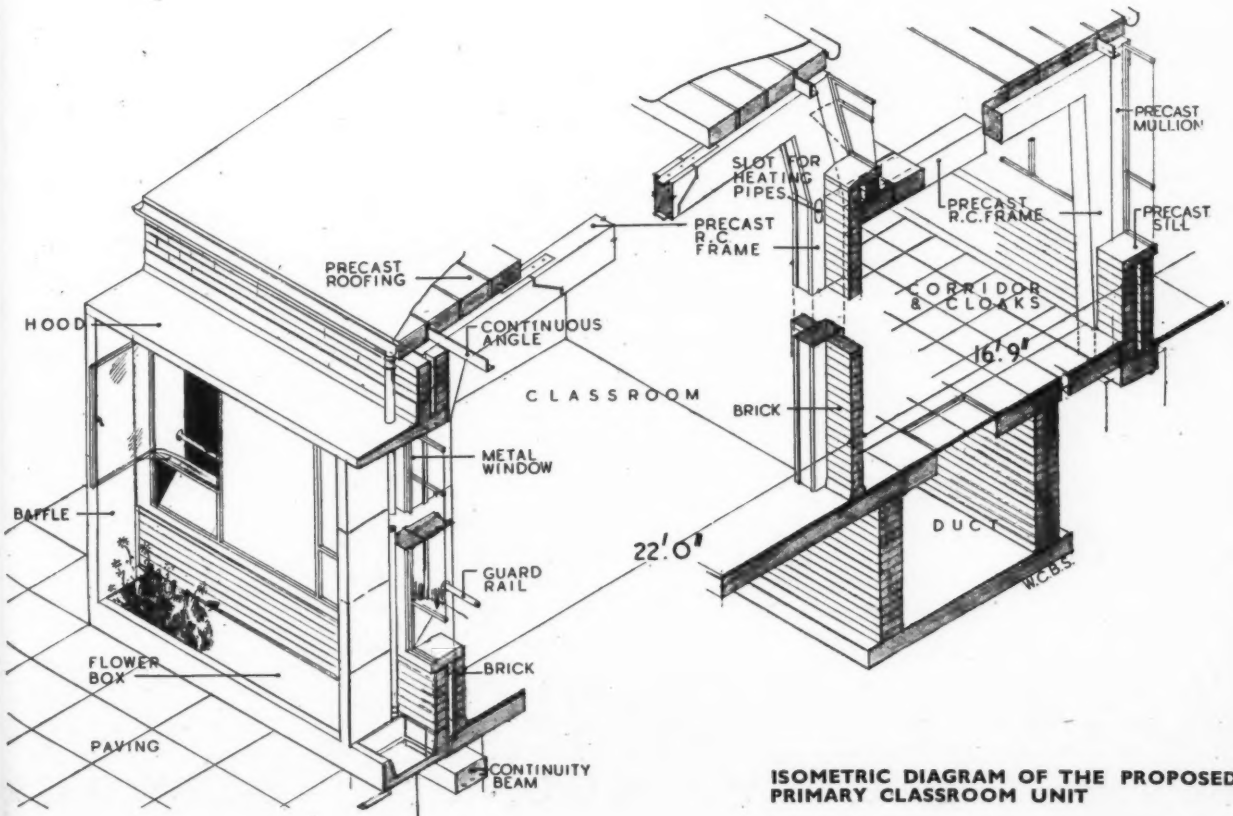 PRECAST
MULLION
SLOT FOR
HEATING
PIPES
PRECAST
R.C. FRAME
PRECAST
SILL
PRECAST
R.C.
FRAME
PRECAST
ROOFING
CORRIDOR
& CLOAKS
HOOD
CONTINUOUS
ANGLE
16'.9"
CLASSROOM
BRICK
METAL
WINDOW
BAFFLE
DUCT
22'.0"
W.C.B.S.
GUARD
RAIL
FLOWER
BOX
BRICK
PAVING
CONTINUITY
BEAM
ISOMETRIC DIAGRAM OF THE PROPOSED
PRIMARY CLASSROOM UNIT